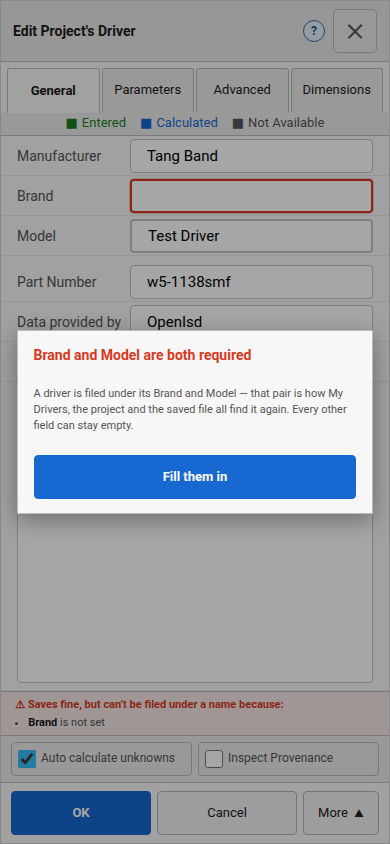 Edit Project's Driver
?
General
Parameters
Advanced
Dimensions
Entered
Calculated
Not Available
Manufacturer
Tang Band
Brand
Model
Test Driver
Part Number
w5-1138smf
Data provided by
OpenIsd
Brand and Model are both required
A driver is filed under its Brand and Model — that pair is how My
Drivers, the project and the saved file all find it again. Every other
field can stay empty.
Fill them in
⚠ Saves fine, but can't be filed under a name because:
• Brand is not set
Auto calculate unknowns
Inspect Provenance
OK
Cancel
More ▲